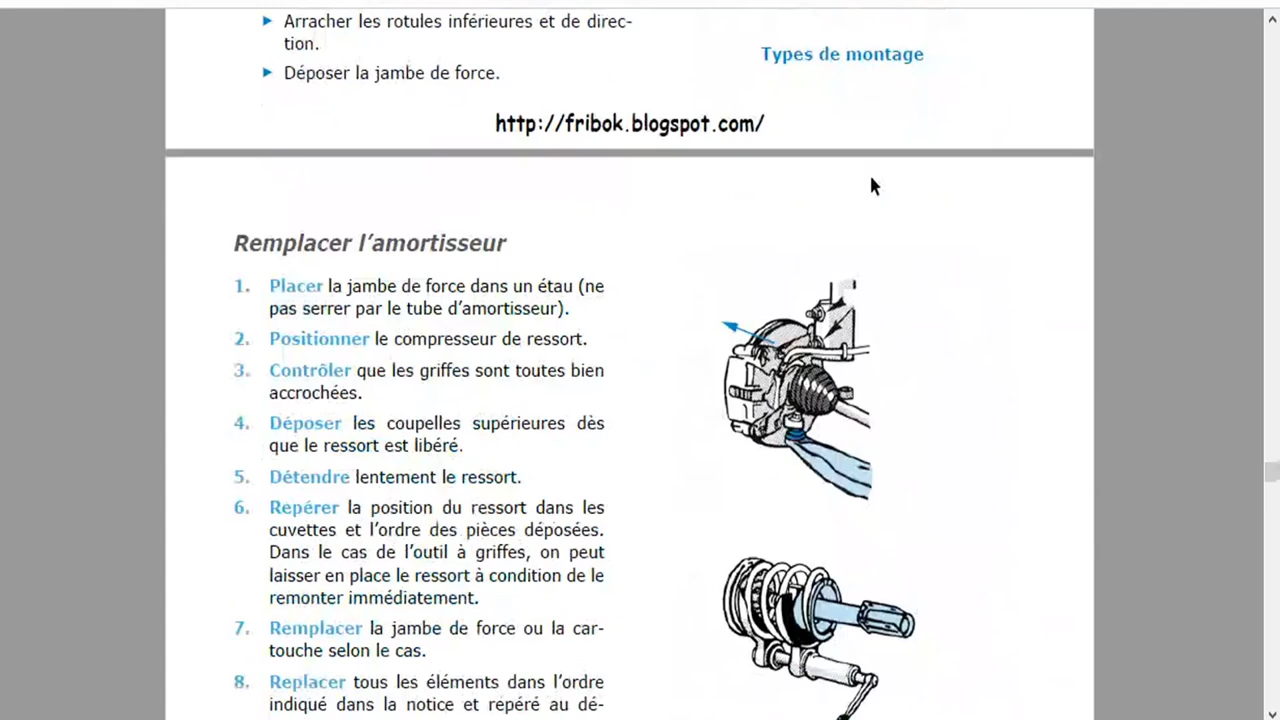 ► Arracher les rotules inférieures et de direc-
tion.
► Déposer la jambe de force.
Types de montage
http://fribok.blogspot.com/
Remplacer l'amortisseur
1. Placer la jambe de force dans un étau (ne
pas serrer par le tube d'amortisseur).
2. Positionner le compresseur de ressort.
3. Contrôler que les griffes sont toutes bien
accrochées.
4. Déposer les coupelles supérieures dès
que le ressort est libéré.
5. Détendre lentement le ressort.
6. Repérer la position du ressort dans les
cuvettes et l'ordre des pièces déposées.
Dans le cas de l'outil à griffes, on peut
laisser en place le ressort à condition de le
remonter immédiatement.
7. Remplacer la jambe de force ou la car-
touche selon le cas.
8. Replacer tous les éléments dans l'ordre
indiqué dans la notice et repéré au dé-